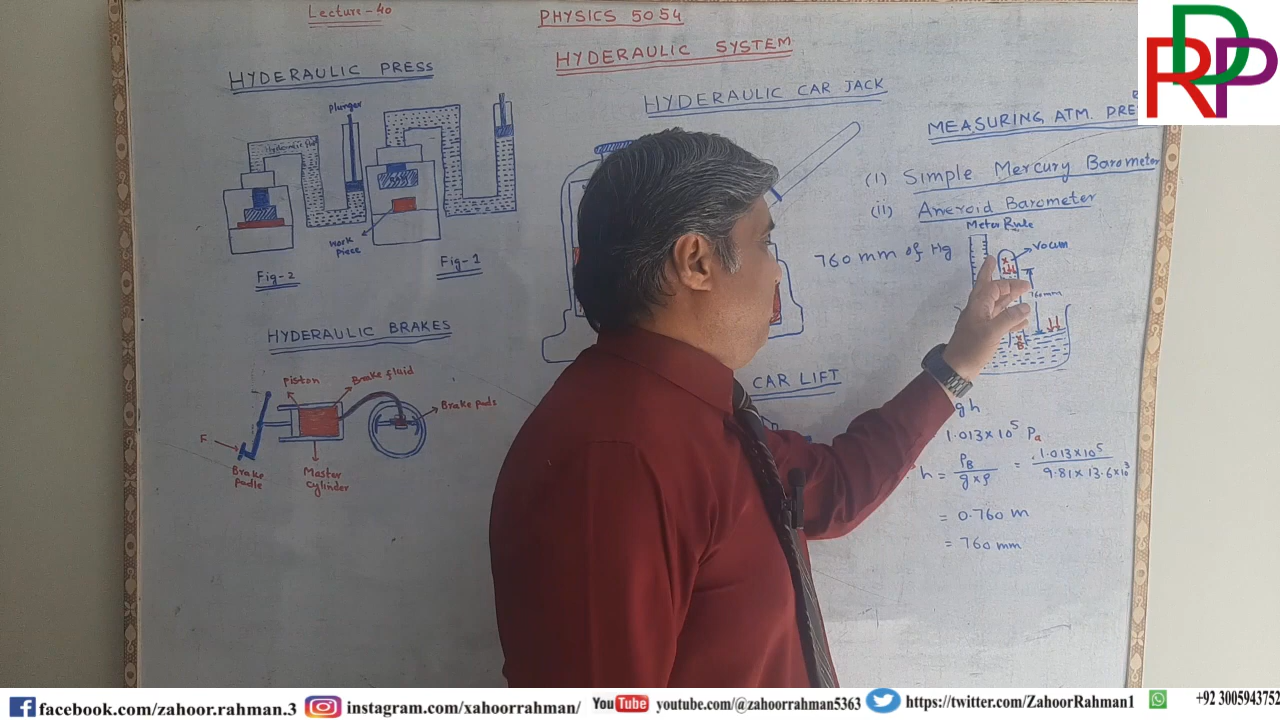 Lecture-40
PHYSICS 5054
HYDERAULIC SYSTEM
RDP
HYDERAULIC PRESS
plunger
work
piece
Fig-2
Fig-1
HYDERAULIC BRAKES
Piston
Brake fluid
Brake pads
F
Brake
padle
Master
cylinder
HYDERAULIC CAR JACK
CAR LIFT
MEASURING ATM. PRE
(i) Simple Mercury Barometer
(ii) Aneroid Barometer
Meter Rule
Vacum
760 mm of Hg
760mm
B
gh
1.013×10⁵ Pa
h = P_B / g×ρ = 1.013×10⁵ / 9.81×13.6×10³
= 0.760 m
= 760 mm
facebook.com/zahoor.rahman.3
instagram.com/xahoorrahman/
YouTube youtube.com/@zahoorrahman5363
https://twitter.com/ZahoorRahman1
+92 3005943752